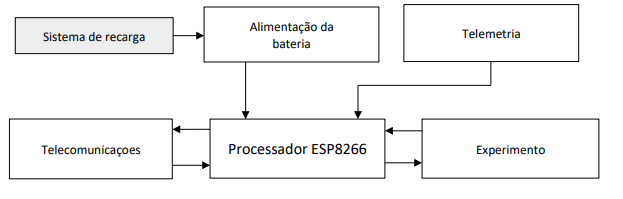 Sistema de recarga
Alimentação da
bateria
Telemetria
Telecomunicaçoes
Processador ESP8266
Experimento